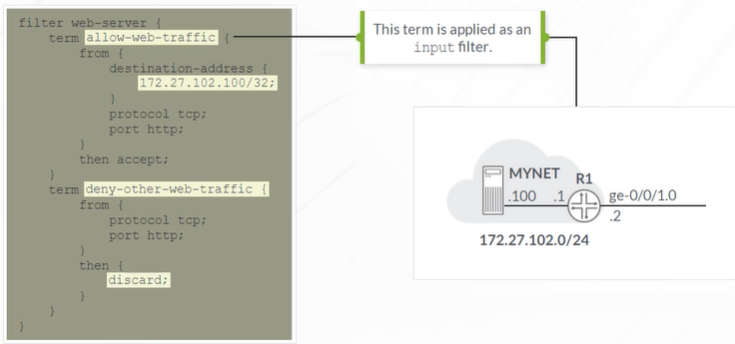 filter web-server {
term allow-web-traffic {
from {
destination-address {
172.27.102.100/32;
}
protocol tcp;
port http;
}
then accept;
}
term deny-other-web-traffic {
from {
protocol tcp;
port http;
}
then {
discard;
}
}
}
This term is applied as an
input filter.
MYNET
R1
.100
.1
ge-0/0/1.0
.2
172.27.102.0/24